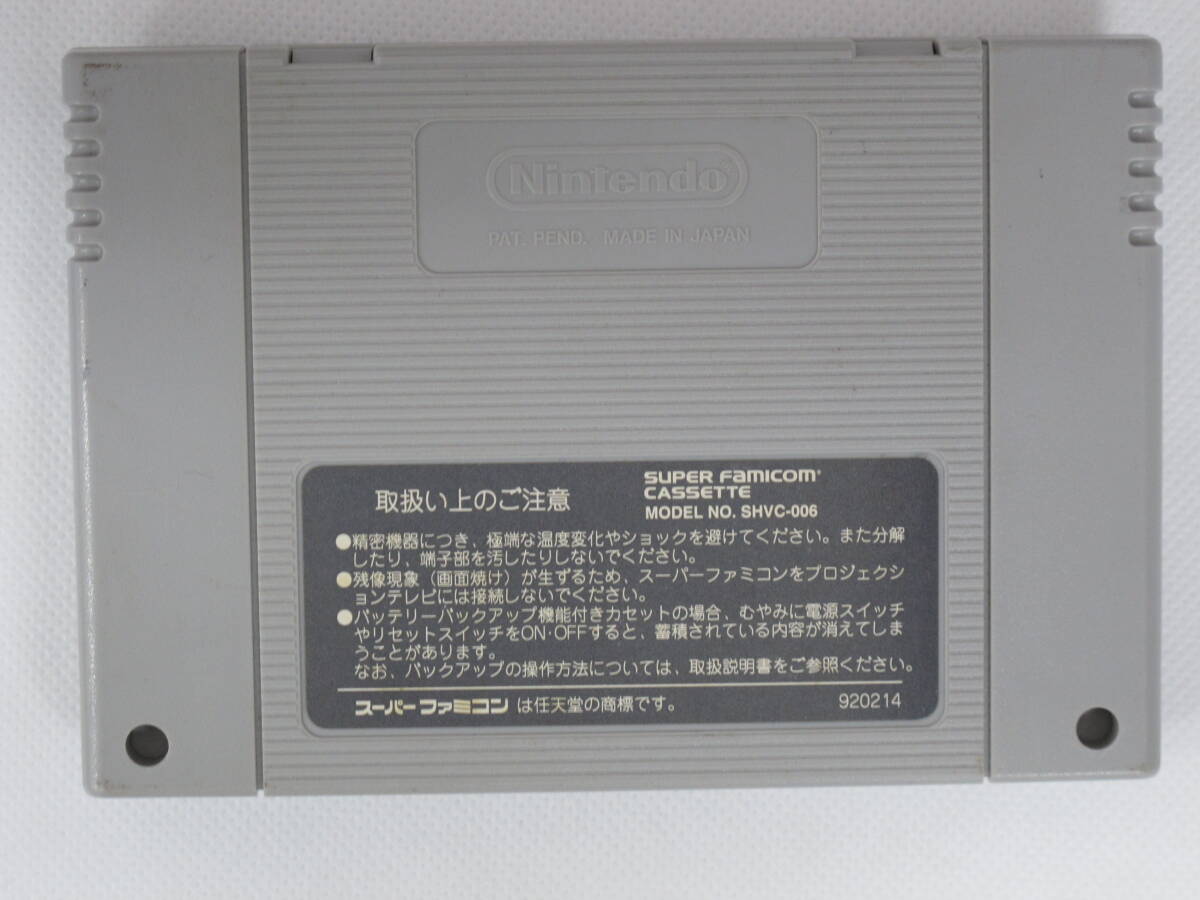 Nintendo®
PAT. PEND. MADE IN JAPAN
取扱い上のご注意
SUPER FAMICOM®
CASSETTE
MODEL NO. SHVC-006
●精密機器につき、極端な温度変化やショックを避けてください。また分解
したり、端子部を汚したりしないでください。
●残像現象(画面焼け)が生ずるため、スーパーファミコンをプロジェクシ
ョンテレビには接続しないでください。
●バッテリーバックアップ機能付きカセットの場合、むやみに電源スイッチ
やリセットスイッチをON・OFFすると、蓄積されている内容が消えてしま
うことがあります。
なお、バックアップの操作方法については、取扱説明書をご参照ください。
スーパーファミコンは任天堂の商標です。
920214